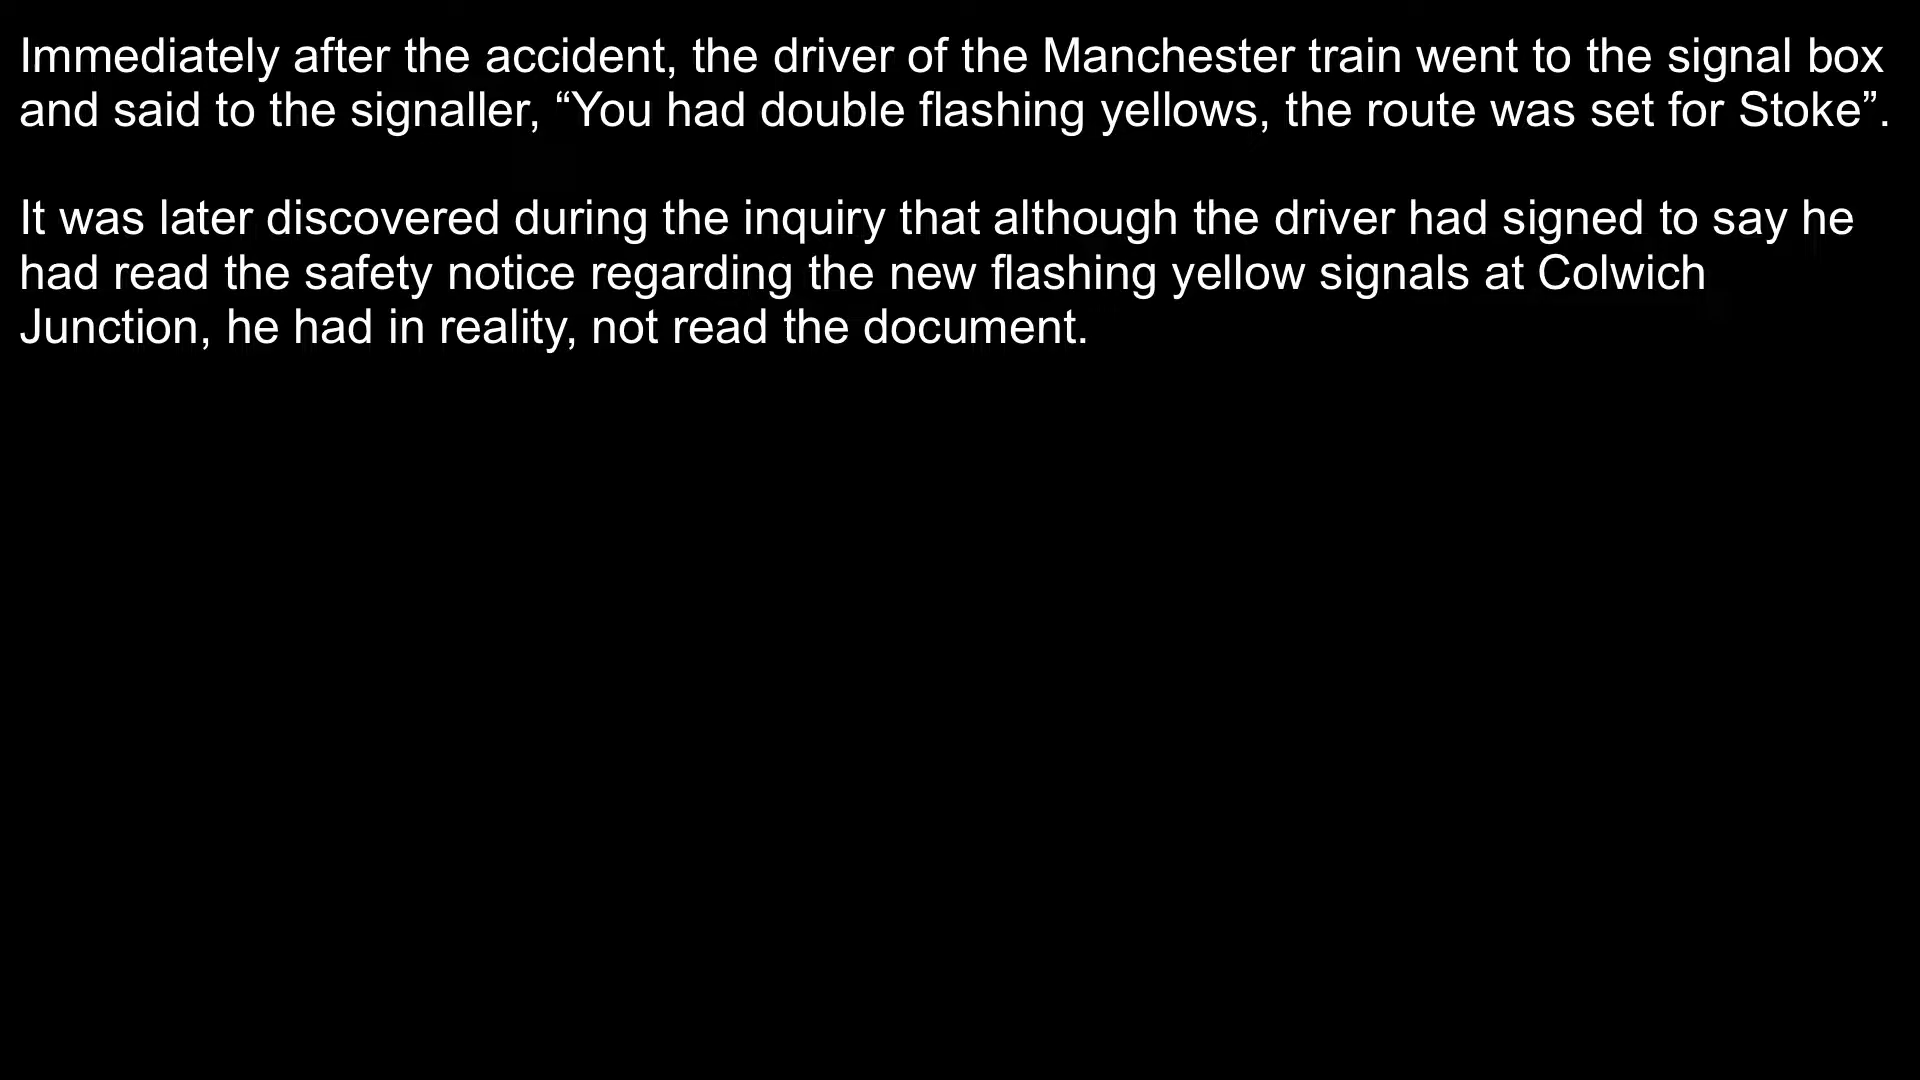 Immediately after the accident, the driver of the Manchester train went to the signal box
and said to the signaller, “You had double flashing yellows, the route was set for Stoke”.
It was later discovered during the inquiry that although the driver had signed to say he
had read the safety notice regarding the new flashing yellow signals at Colwich
Junction, he had in reality, not read the document.